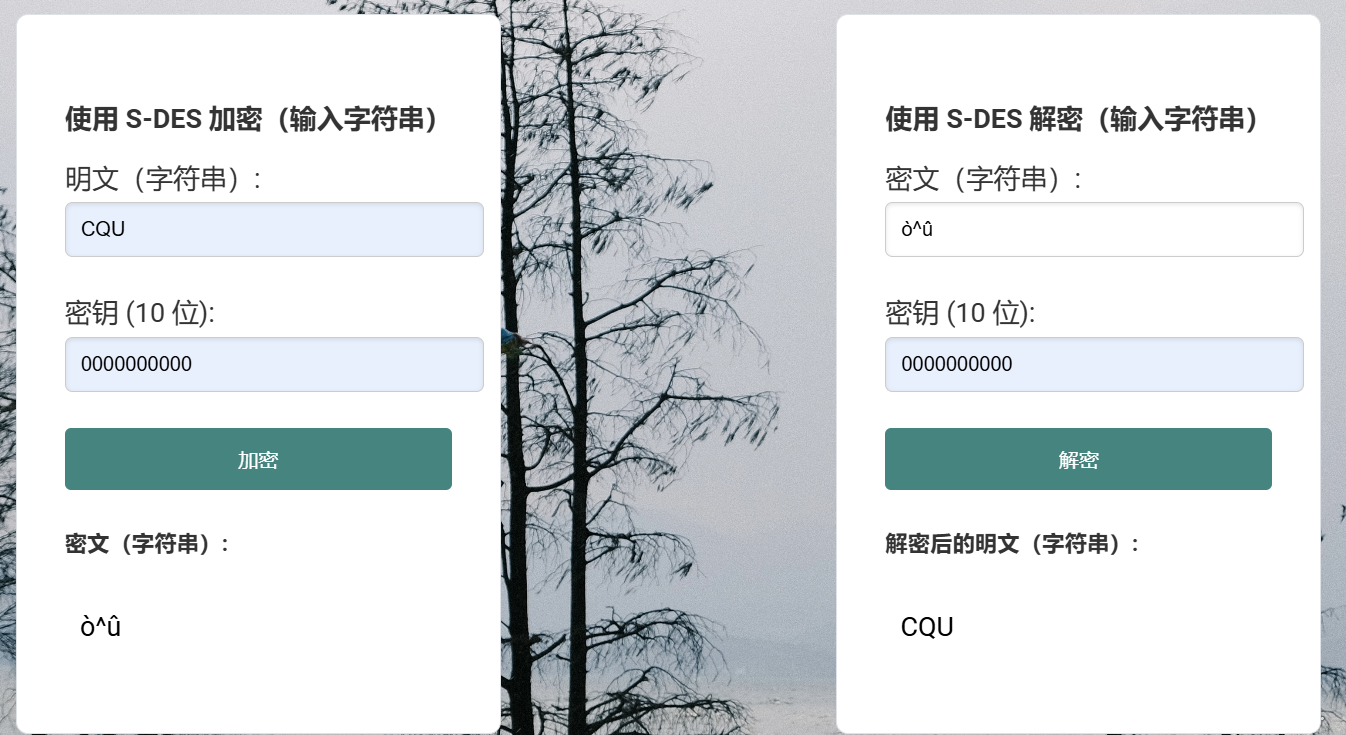 使用 S-DES 加密（输入字符串）
明文（字符串）:
CQU
密钥 (10 位):
0000000000
加密
密文（字符串）:
ò^û
使用 S-DES 解密（输入字符串）
密文（字符串）:
ò^û
密钥 (10 位):
0000000000
解密
解密后的明文（字符串）:
CQU